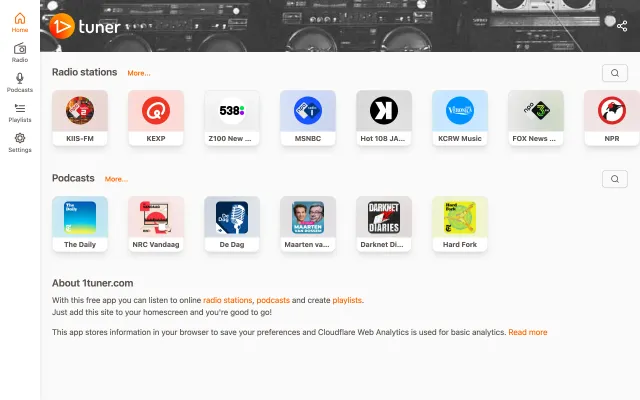 Home
Radio
Podcasts
Playlists
Settings
1 tuner
Radio stations More...
KIIS-FM
KEXP
538
Z100 New ...
MSNBC
Hot 108 JA...
VERONICA
KCRW Music
npo
FOX News ...
NPR
Podcasts More...
The Daily
The Daily
VANDAAG
NRC Vandaag
De Dag
De Dag
MAARTEN VAN ROSSEM
Maarten va...
DARKNET DIARIES
Darknet Di...
Hard Fork
Hard Fork
About 1tuner.com
With this free app you can listen to online radio stations, podcasts and create playlists.
Just add this site to your homescreen and you're good to go!
This app stores information in your browser to save your preferences and Cloudflare Web Analytics is used for basic analytics. Read more